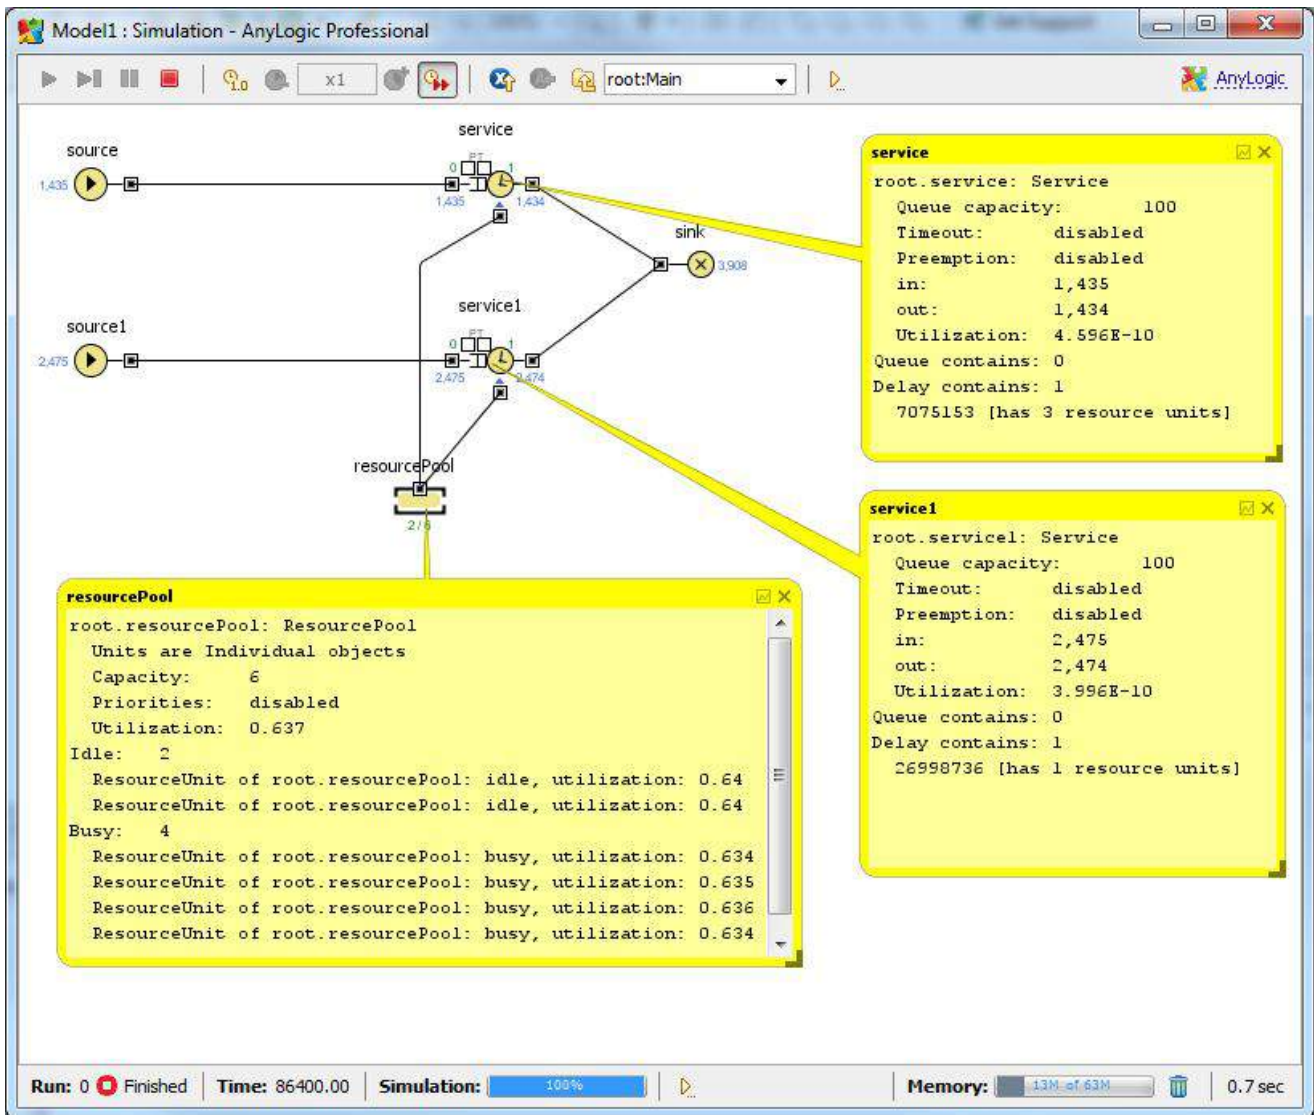 Model1 : Simulation - AnyLogic Professional
1.0 x1 root:Main AnyLogic
service
source
PT
0 1
1,435
1,435 1,434
sink
3,908
service1
source1
PT
0 1
2,475
2,475 2,474
resourcePool
2 / 6
service
root.service: Service
Queue capacity: 100
Timeout: disabled
Preemption: disabled
in: 1,435
out: 1,434
Utilization: 4.596E-10
Queue contains: 0
Delay contains: 1
7075153 [has 3 resource units]
service1
root.service1: Service
Queue capacity: 100
Timeout: disabled
Preemption: disabled
in: 2,475
out: 2,474
Utilization: 3.996E-10
Queue contains: 0
Delay contains: 1
26998736 [has 1 resource units]
resourcePool
root.resourcePool: ResourcePool
Units are Individual objects
Capacity: 6
Priorities: disabled
Utilization: 0.637
Idle: 2
ResourceUnit of root.resourcePool: idle, utilization: 0.64
ResourceUnit of root.resourcePool: idle, utilization: 0.64
Busy: 4
ResourceUnit of root.resourcePool: busy, utilization: 0.634
ResourceUnit of root.resourcePool: busy, utilization: 0.635
ResourceUnit of root.resourcePool: busy, utilization: 0.636
ResourceUnit of root.resourcePool: busy, utilization: 0.634
Run: 0 Finished Time: 86400.00 Simulation: 100% Memory: 13M of 63M 0.7 sec